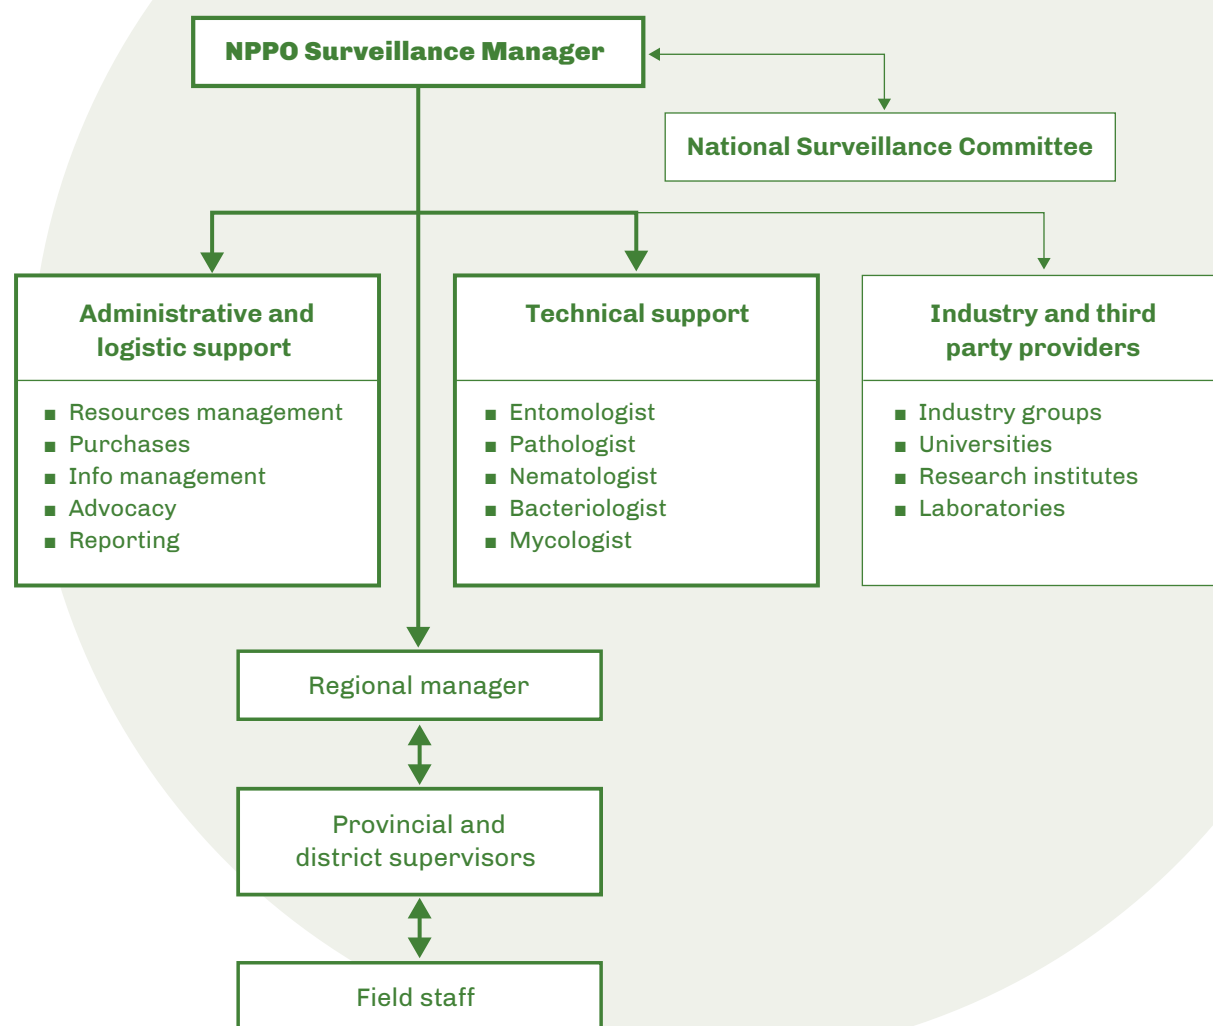 NPPO Surveillance Manager
National Surveillance Committee
Administrative and
logistic support
■ Resources management
■ Purchases
■ Info management
■ Advocacy
■ Reporting
Technical support
■ Entomologist
■ Pathologist
■ Nematologist
■ Bacteriologist
■ Mycologist
Industry and third
party providers
■ Industry groups
■ Universities
■ Research institutes
■ Laboratories
Regional manager
Provincial and
district supervisors
Field staff